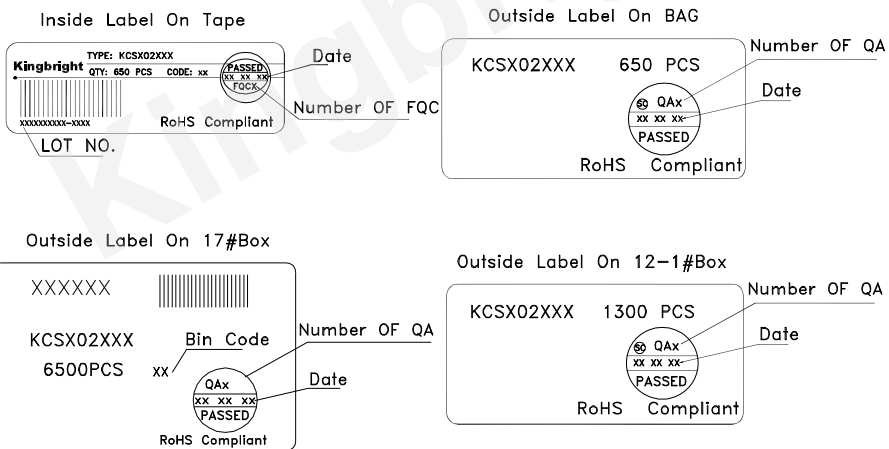 Inside Label On Tape
TYPE: KCSX02XXX
Kingbright QTY: 650 PCS CODE: xx
PASSED
XX XX XX
FQCX
xxxxxxxxxx-xxxx
RoHS Compliant
Date
Number OF FQC
LOT NO.
Outside Label On BAG
KCSX02XXX 650 PCS
SC QAx
XX XX XX
PASSED
RoHS Compliant
Number OF QA
Date
Outside Label On 17#Box
XXXXXX
KCSX02XXX Bin Code
6500PCS XX
QAx
XX XX XX
PASSED
RoHS Compliant
Number OF QA
Date
Outside Label On 12-1#Box
KCSX02XXX 1300 PCS
SC QAx
XX XX XX
PASSED
RoHS Compliant
Number OF QA
Date
Kingbright